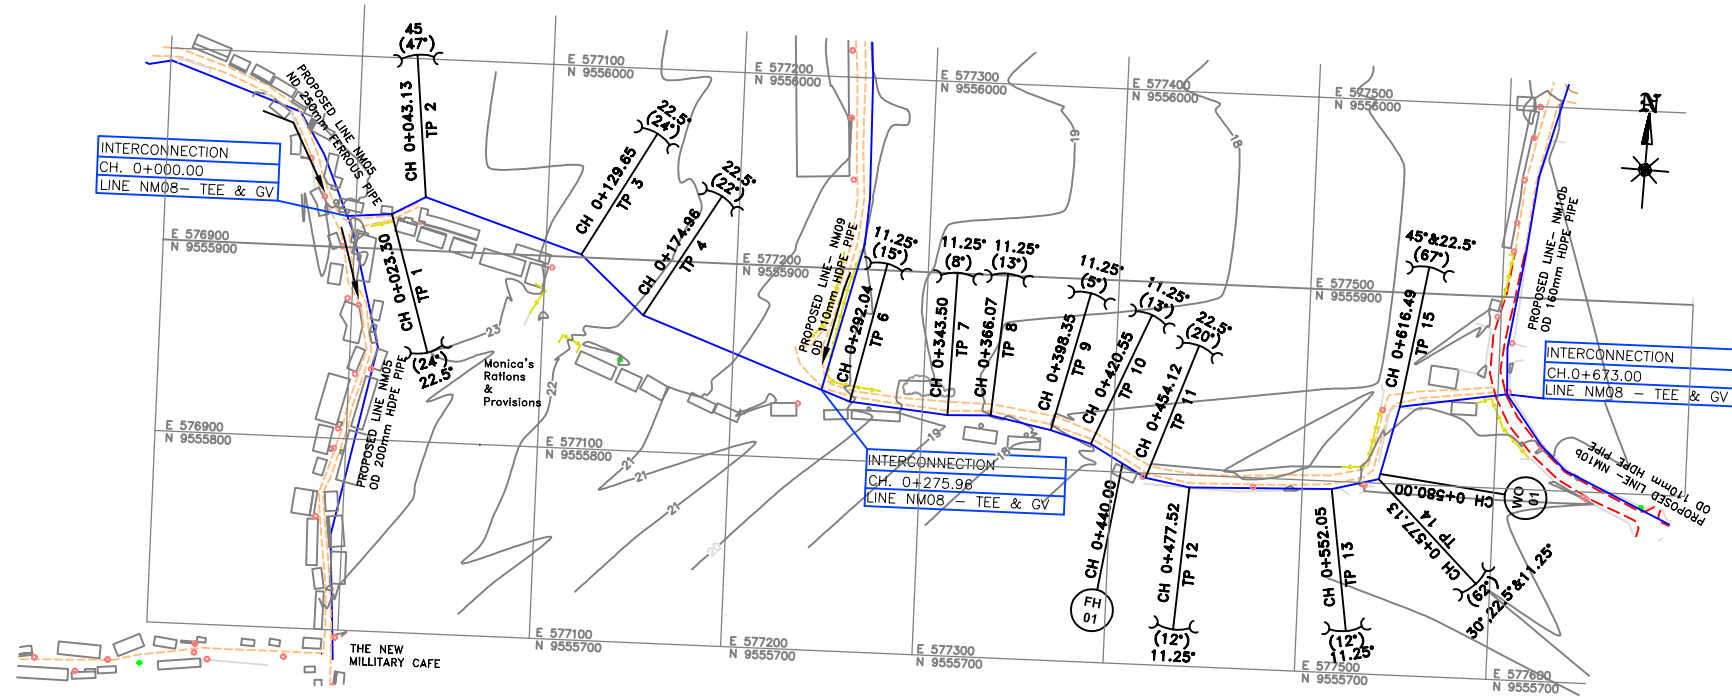 45
(47°)
CH 0+043.13
TP 2
E 577100
N 9556000
E 577200
N 9556000
E 577300
N 9556000
E 577400
N 9556000
E 577500
N 9556000
N
PROPOSED LINE NM05
ND 250mm FERROUS PIPE
INTERCONNECTION
CH. 0+000.00
LINE NM08- TEE & GV
22.5°
(24°)
CH 0+129.65
TP 3
22.5°
(22°)
CH 0+174.96
TP 4
19
18
E 576900
N 9555900
E 577200
N 9555900
E 577500
N 9555900
CH 0+023.30
TP 1
(24°)
22.5°
PROPOSED LINE- NM09
OD 110mm HDPE PIPE
11.25°
(15°)
CH 0+292.04
TP 6
11.25°
(8°)
CH 0+343.50
TP 7
11.25°
(13°)
CH 0+366.07
TP 8
11.25°
(5°)
CH 0+398.35
TP 9
11.25°
(13°)
CH 0+420.55
TP 10
22.5°
(20°)
CH 0+454.12
TP 11
45°&22.5°
(67°)
CH 0+616.49
TP 15
PROPOSED LINE- NM10b
OD 160mm HDPE PIPE
INTERCONNECTION
CH.0+673.00
LINE NM08 - TEE & GV
23
22
Monica's
Rations
&
Provisions
PROPOSED LINE NM05
OD 200mm HDPE PIPE
E 576900
N 9555800
E 577100
N 9555800
21
21
21
20
19
18
INTERCONNECTION
CH. 0+275.96
LINE NM08 - TEE & GV
CH 0+440.00
FH
01
CH 0+477.52
TP 12
(12°)
11.25°
CH 0+552.05
TP 13
(12°)
11.25°
CH 0+580.00
WO
01
CH 0+577.13
TP 14
(62°)
30°,22.5°&11.25°
PROPOSED LINE- NM10b
OD 110mm HDPE PIPE
E 577100
N 9555700
E 577200
N 9555700
E 577300
N 9555700
E 577500
N 9555700
E 577600
N 9555700
THE NEW
MILLITARY CAFE